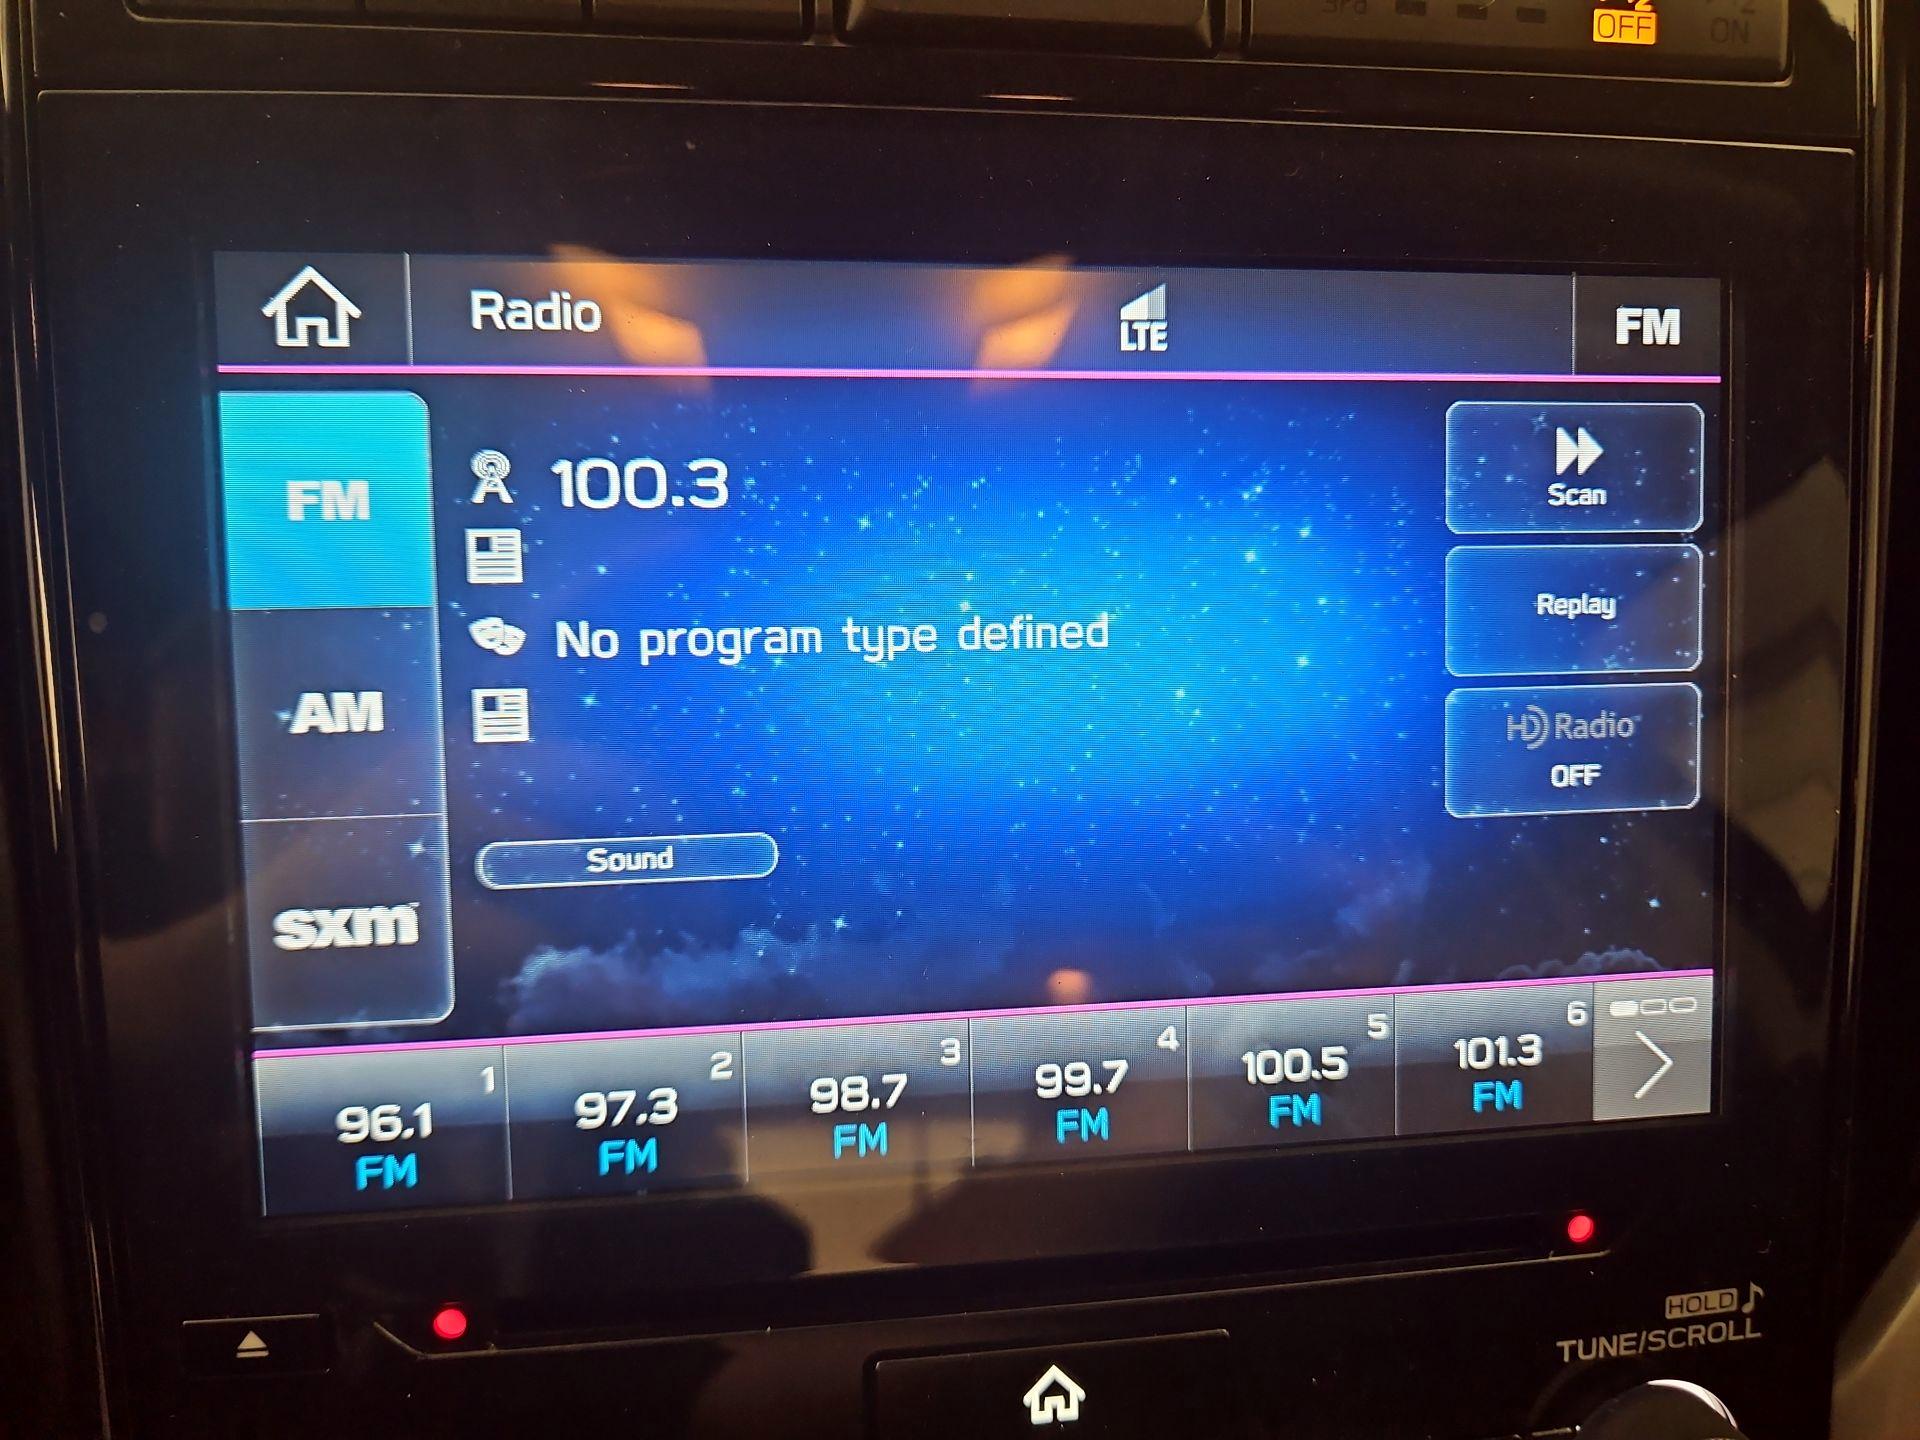 3rd
OFF
ON
Radio
LTE
FM
FM
100.3
Scan
No program type defined
Replay
AM
HD Radio
OFF
Sound
sxm
1
96.1
FM
2
97.3
FM
3
98.7
FM
4
99.7
FM
5
100.5
FM
6
101.3
FM
HOLD
TUNE/SCROLL